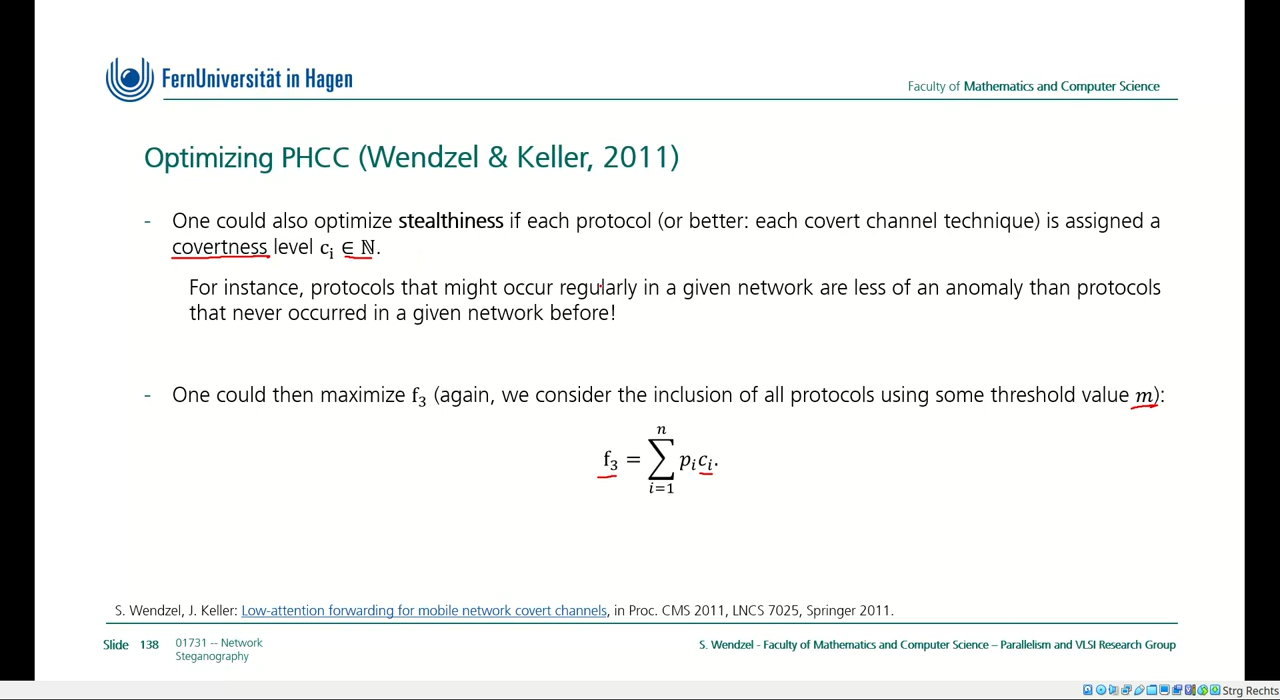 FernUniversität in Hagen
Faculty of Mathematics and Computer Science
Optimizing PHCC (Wendzel & Keller, 2011)
- One could also optimize stealthiness if each protocol (or better: each covert channel technique) is assigned a
covertness level cᵢ ∈ ℕ.
For instance, protocols that might occur regularly in a given network are less of an anomaly than protocols
that never occurred in a given network before!
- One could then maximize f₃ (again, we consider the inclusion of all protocols using some threshold value m):
n
f₃ = ∑ pᵢcᵢ.
i=1
S. Wendzel, J. Keller: Low-attention forwarding for mobile network covert channels, in Proc. CMS 2011, LNCS 7025, Springer 2011.
Slide 138 01731 -- Network
Steganography
S. Wendzel - Faculty of Mathematics and Computer Science – Parallelism and VLSI Research Group
Strg Rechts